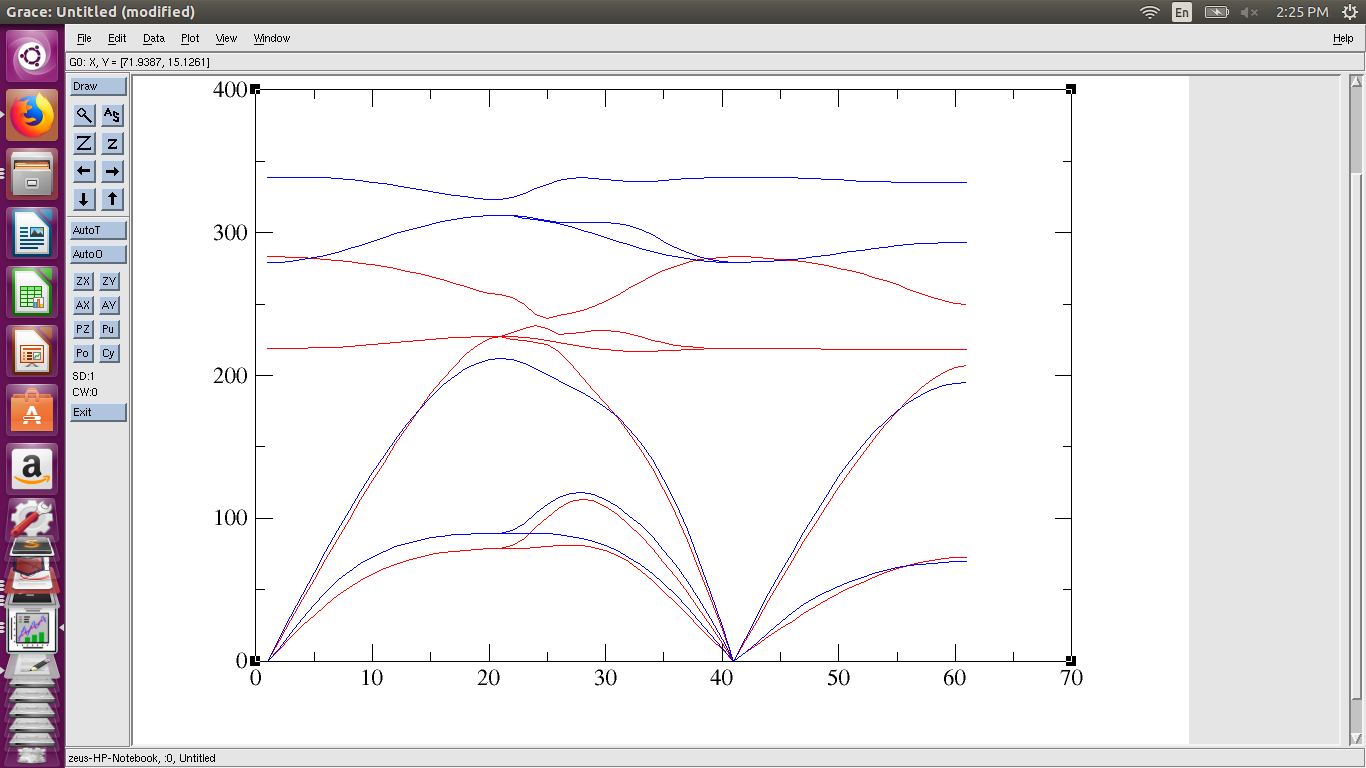 Grace: Untitled (modified)
En
2:25 PM
File Edit Data Plot View Window Help
G0: X, Y = [71.9387, 15.1261]
Draw
AS
Z z
AutoT
AutoO
ZX ZY
AX AY
PZ Pu
Po Cy
SD:1
CW:0
Exit
400
300
200
100
0
0 10 20 30 40 50 60 70
A
a
zeus-HP-Notebook, :0, Untitled